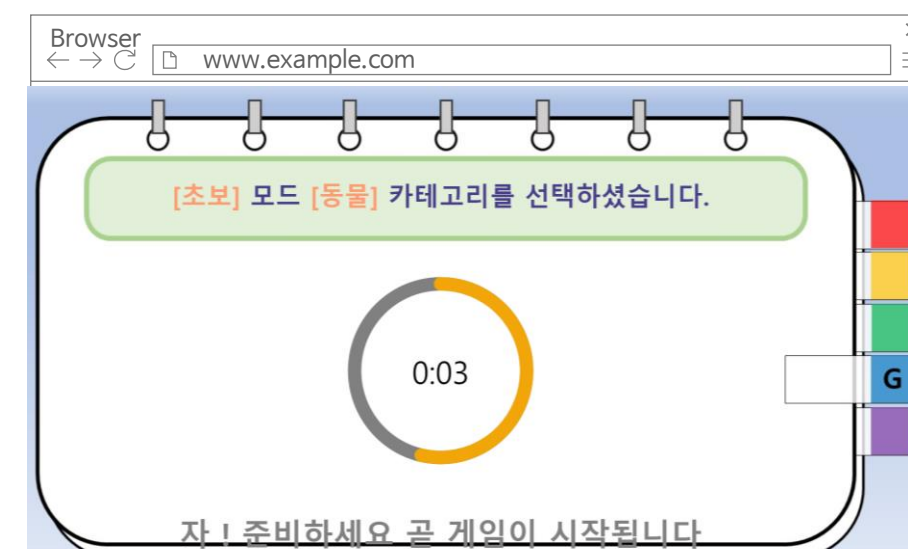 Browser
www.example.com
[초보] 모드 [동물] 카테고리를 선택하셨습니다.
0:03
G
자 ! 준비하세요 곧 게임이 시작됩니다